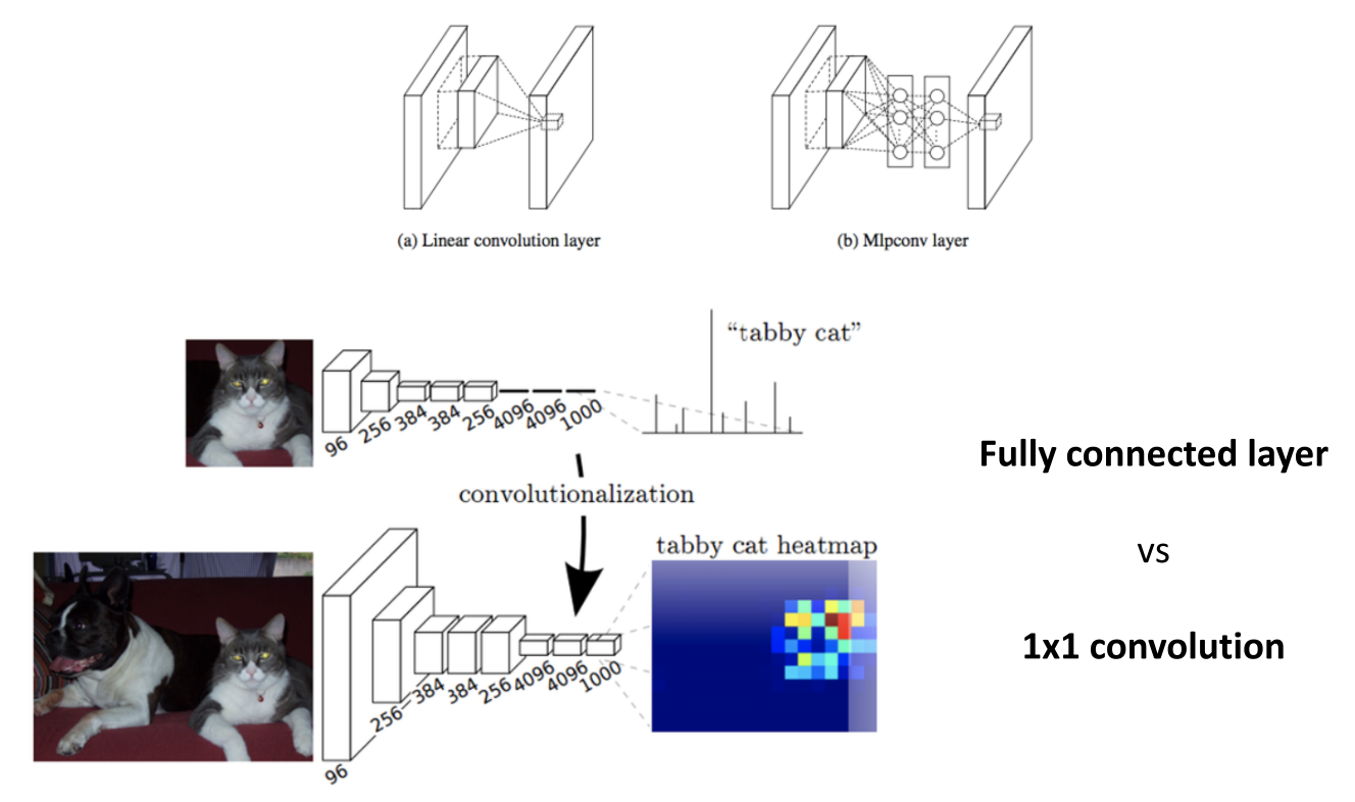 (a) Linear convolution layer
(b) Mlpconv layer
“tabby cat”
96
256
384
384
256
4096
4096
1000
convolutionalization
tabby cat heatmap
96
256
384
384
256
4096
4096
1000
Fully connected layer
vs
1x1 convolution